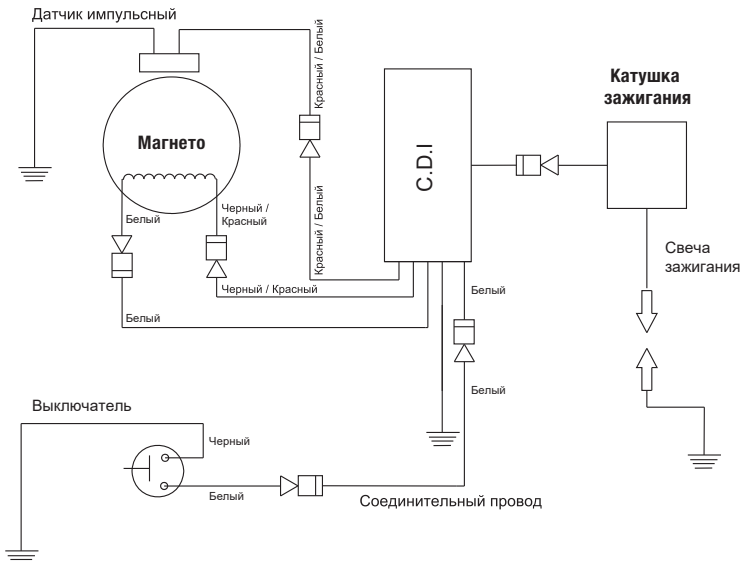 Датчик импульсный
Красный / Белый
Катушка
зажигания
Магнето
C.D.I
Белый
Черный /
Красный
Красный / Белый
Свеча
зажигания
Черный / Красный
Белый
Белый
Белый
Выключатель
Черный
Белый
Соединительный провод